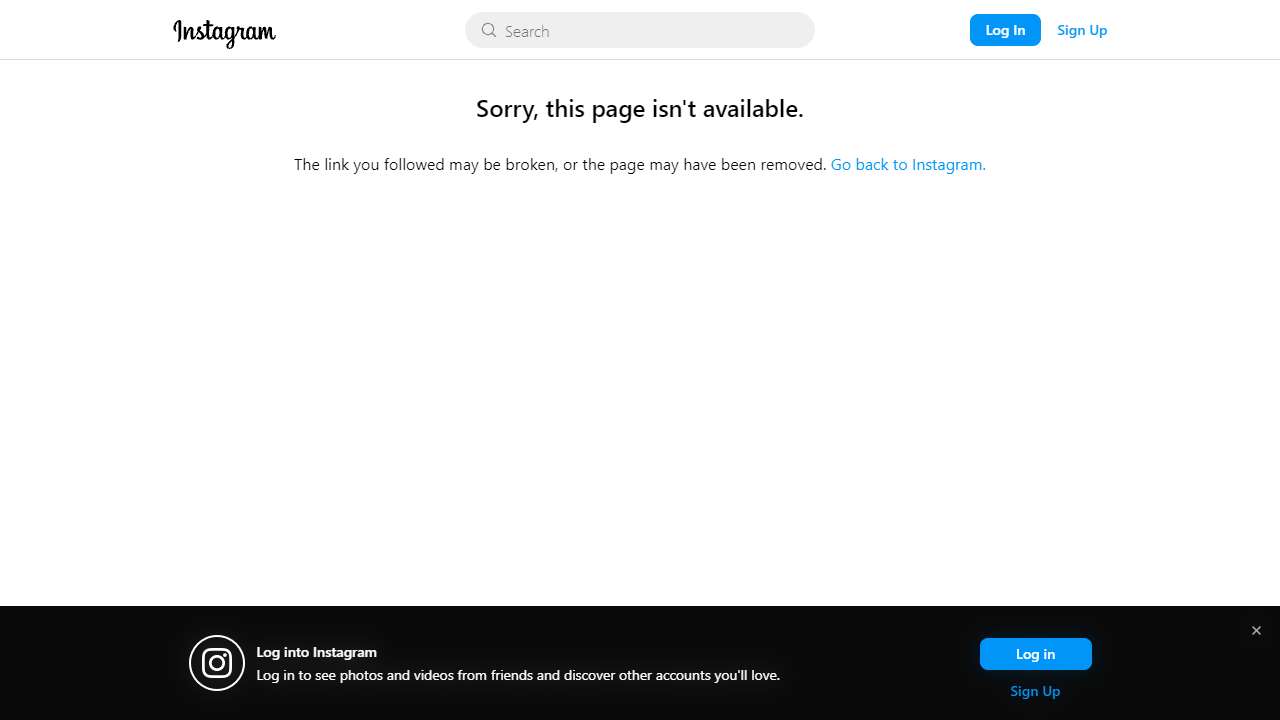 Instagram
Search
Log In
Sign Up
Sorry, this page isn't available.
The link you followed may be broken, or the page may have been removed. Go back to Instagram.
Log into Instagram
Log in to see photos and videos from friends and discover other accounts you'll love.
Log in
Sign Up